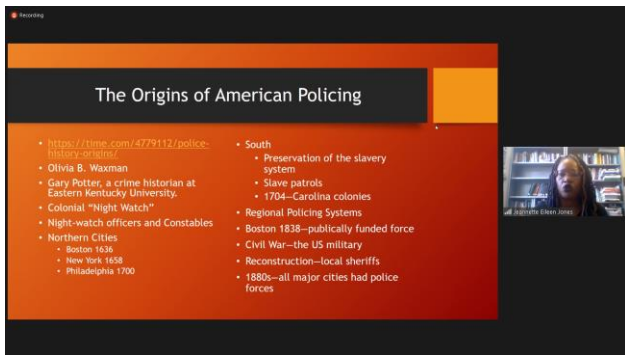 Recording
The Origins of American Policing
• https://time.com/4779112/police-
history-origins/
• Olivia B. Waxman
• Gary Potter, a crime historian at
Eastern Kentucky University.
• Colonial “Night Watch”
• Night-watch officers and Constables
• Northern Cities
• Boston 1636
• New York 1658
• Philadelphia 1700
• South
• Preservation of the slavery
system
• Slave patrols
• 1704—Carolina colonies
• Regional Policing Systems
• Boston 1838—publically funded force
• Civil War—the US military
• Reconstruction—local sheriffs
• 1880s—all major cities had police
forces
Jeannette Eileen Jones